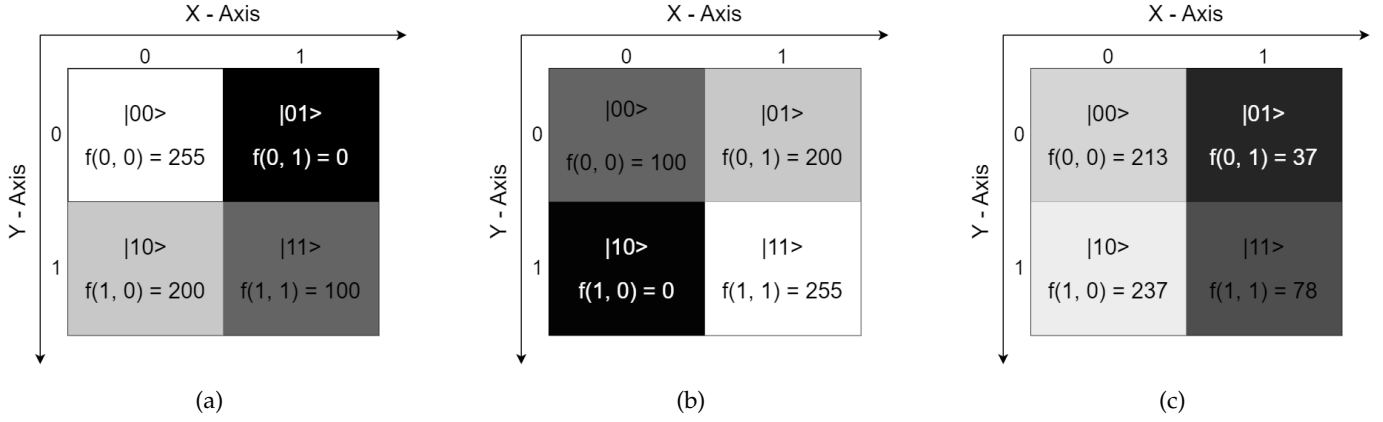 X - Axis
0 1
Y - Axis
0
1
|00>
f(0, 0) = 255
|01>
f(0, 1) = 0
|10>
f(1, 0) = 200
|11>
f(1, 1) = 100
(a)
X - Axis
0 1
Y - Axis
0
1
|00>
f(0, 0) = 100
|01>
f(0, 1) = 200
|10>
f(1, 0) = 0
|11>
f(1, 1) = 255
(b)
X - Axis
0 1
Y - Axis
0
1
|00>
f(0, 0) = 213
|01>
f(0, 1) = 37
|10>
f(1, 0) = 237
|11>
f(1, 1) = 78
(c)